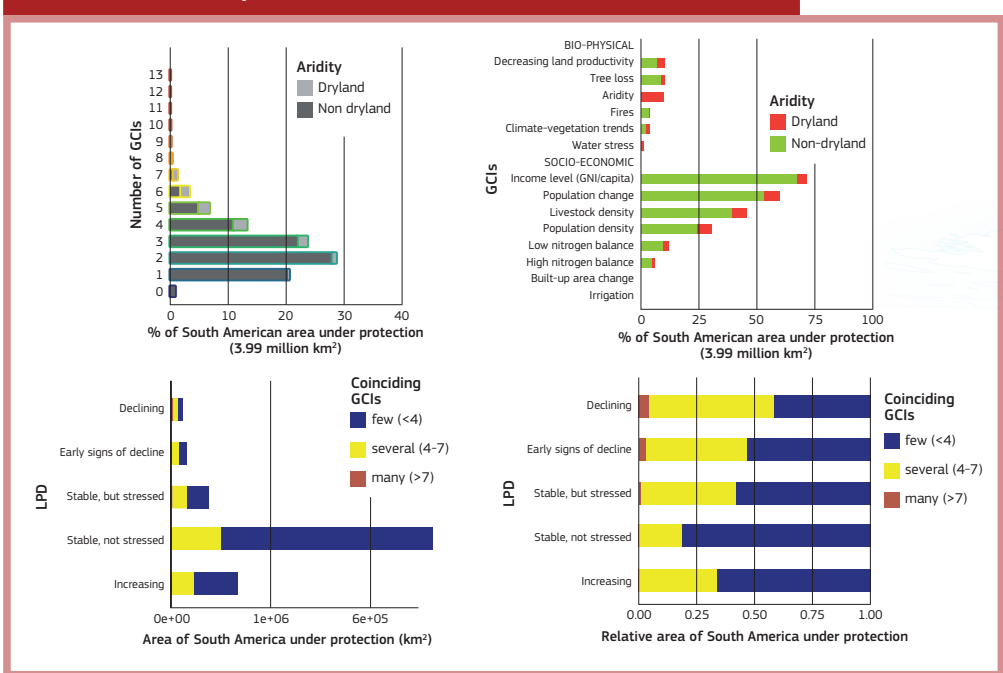 Aridity
Dryland
Non dryland
Number of GCIs
13
12
11
10
9
8
7
6
5
4
3
2
1
0
0 10 20 30 40
% of South American area under protection
(3.99 million km²)
BIO-PHYSICAL
Decreasing land productivity
Tree loss
Aridity
Fires
Climate-vegetation trends
Water stress
SOCIO-ECONOMIC
Income level (GNI/capita)
Population change
Livestock density
Population density
Low nitrogen balance
High nitrogen balance
Built-up area change
Irrigation
GCIs
Aridity
Dryland
Non-dryland
0 25 50 75 100
% of South American area under protection
(3.99 million km²)
Coinciding
GCIs
few (<4)
several (4-7)
many (>7)
LPD
Declining
Early signs of decline
Stable, but stressed
Stable, not stressed
Increasing
0e+00 1e+06 6e+05
Area of South America under protection (km²)
Coinciding
GCIs
few (<4)
several (4-7)
many (>7)
LPD
Declining
Early signs of decline
Stable, but stressed
Stable, not stressed
Increasing
0.00 0.25 0.50 0.75 1.00
Relative area of South America under protection